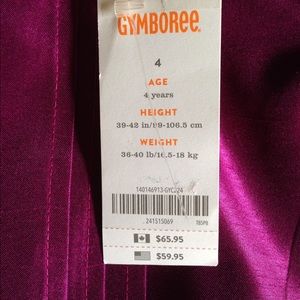 GYMBOREE.
4
AGE
4 years
HEIGHT
39-42 in/99-106.5 cm
WEIGHT
36-40 lb/16.5-18 kg
241515069
$65.95
$59.95